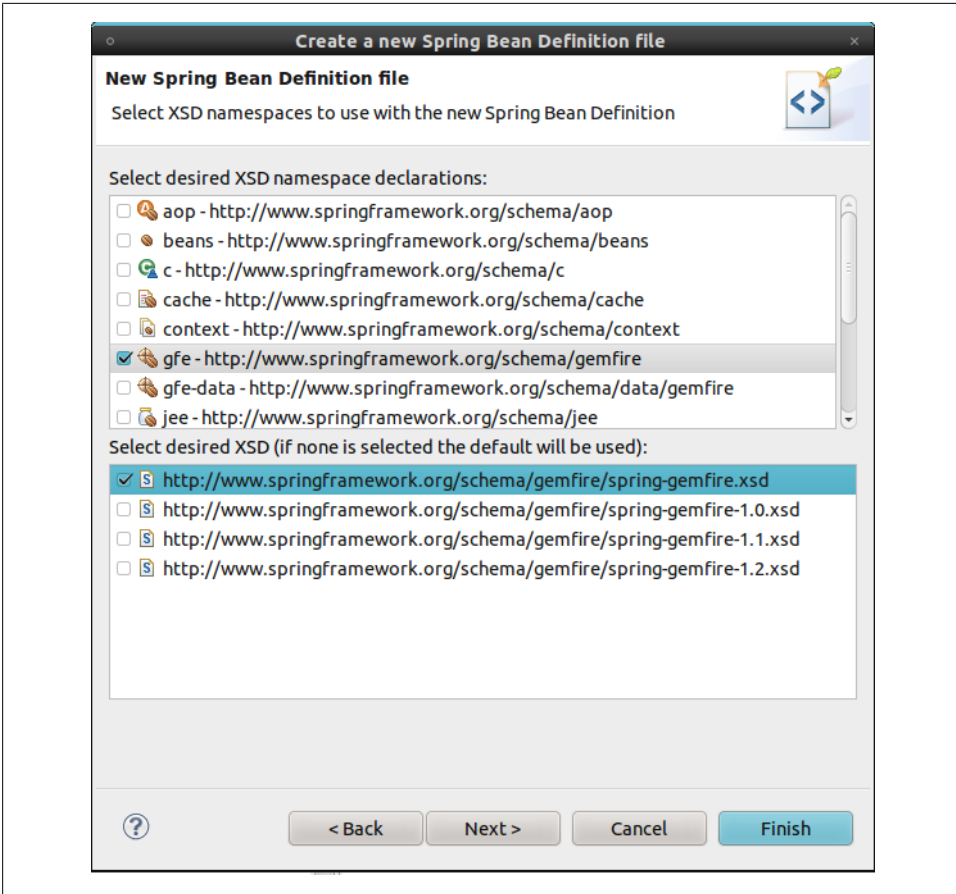 Create a new Spring Bean Definition file
New Spring Bean Definition file
Select XSD namespaces to use with the new Spring Bean Definition
Select desired XSD namespace declarations:
aop - http://www.springframework.org/schema/aop
beans - http://www.springframework.org/schema/beans
c - http://www.springframework.org/schema/c
cache - http://www.springframework.org/schema/cache
context - http://www.springframework.org/schema/context
gfe - http://www.springframework.org/schema/gemfire
gfe-data - http://www.springframework.org/schema/data/gemfire
jee - http://www.springframework.org/schema/jee
Select desired XSD (if none is selected the default will be used):
http://www.springframework.org/schema/gemfire/spring-gemfire.xsd
http://www.springframework.org/schema/gemfire/spring-gemfire-1.0.xsd
http://www.springframework.org/schema/gemfire/spring-gemfire-1.1.xsd
http://www.springframework.org/schema/gemfire/spring-gemfire-1.2.xsd
< Back
Next >
Cancel
Finish